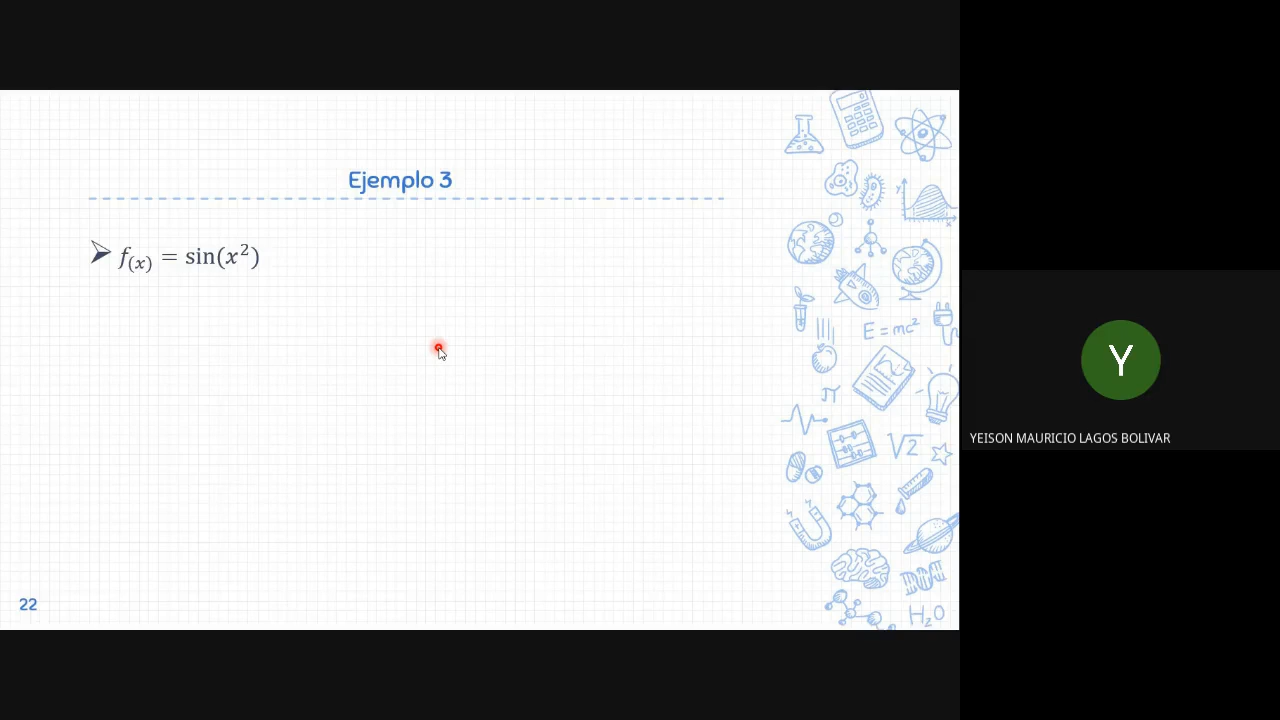 Ejemplo 3
➢ f₍ₓ₎ = sin(x²)
Y
X
E = mc²
π
√2
H₂O
22
Y
YEISON MAURICIO LAGOS BOLIVAR